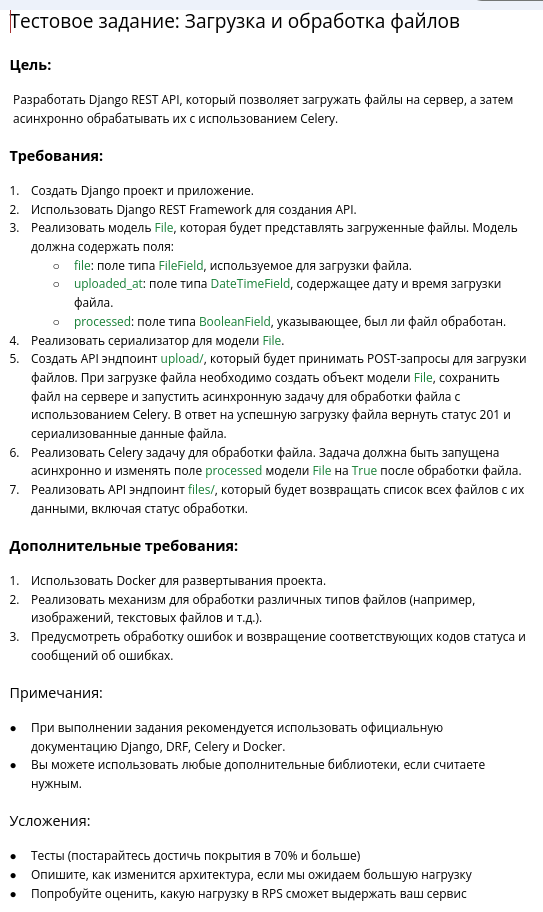 Тестовое задание: Загрузка и обработка файлов
Цель:
Разработать Django REST API, который позволяет загружать файлы на сервер, а затем
асинхронно обрабатывать их с использованием Celery.
Требования:
1. Создать Django проект и приложение.
2. Использовать Django REST Framework для создания API.
3. Реализовать модель File, которая будет представлять загруженные файлы. Модель
должна содержать поля:
○ file: поле типа FileField, используемое для загрузки файла.
○ uploaded_at: поле типа DateTimeField, содержащее дату и время загрузки
файла.
○ processed: поле типа BooleanField, указывающее, был ли файл обработан.
4. Реализовать сериализатор для модели File.
5. Создать API эндпоинт upload/, который будет принимать POST-запросы для загрузки
файлов. При загрузке файла необходимо создать объект модели File, сохранить
файл на сервере и запустить асинхронную задачу для обработки файла с
использованием Celery. В ответ на успешную загрузку файла вернуть статус 201 и
сериализованные данные файла.
6. Реализовать Celery задачу для обработки файла. Задача должна быть запущена
асинхронно и изменять поле processed модели File на True после обработки файла.
7. Реализовать API эндпоинт files/, который будет возвращать список всех файлов с их
данными, включая статус обработки.
Дополнительные требования:
1. Использовать Docker для развертывания проекта.
2. Реализовать механизм для обработки различных типов файлов (например,
изображений, текстовых файлов и т.д.).
3. Предусмотреть обработку ошибок и возвращение соответствующих кодов статуса и
сообщений об ошибках.
Примечания:
● При выполнении задания рекомендуется использовать официальную
документацию Django, DRF, Celery и Docker.
● Вы можете использовать любые дополнительные библиотеки, если считаете
нужным.
Усложения:
● Тесты (постарайтесь достичь покрытия в 70% и больше)
● Опишите, как изменится архитектура, если мы ожидаем большую нагрузку
● Попробуйте оценить, какую нагрузку в RPS сможет выдержать ваш сервис